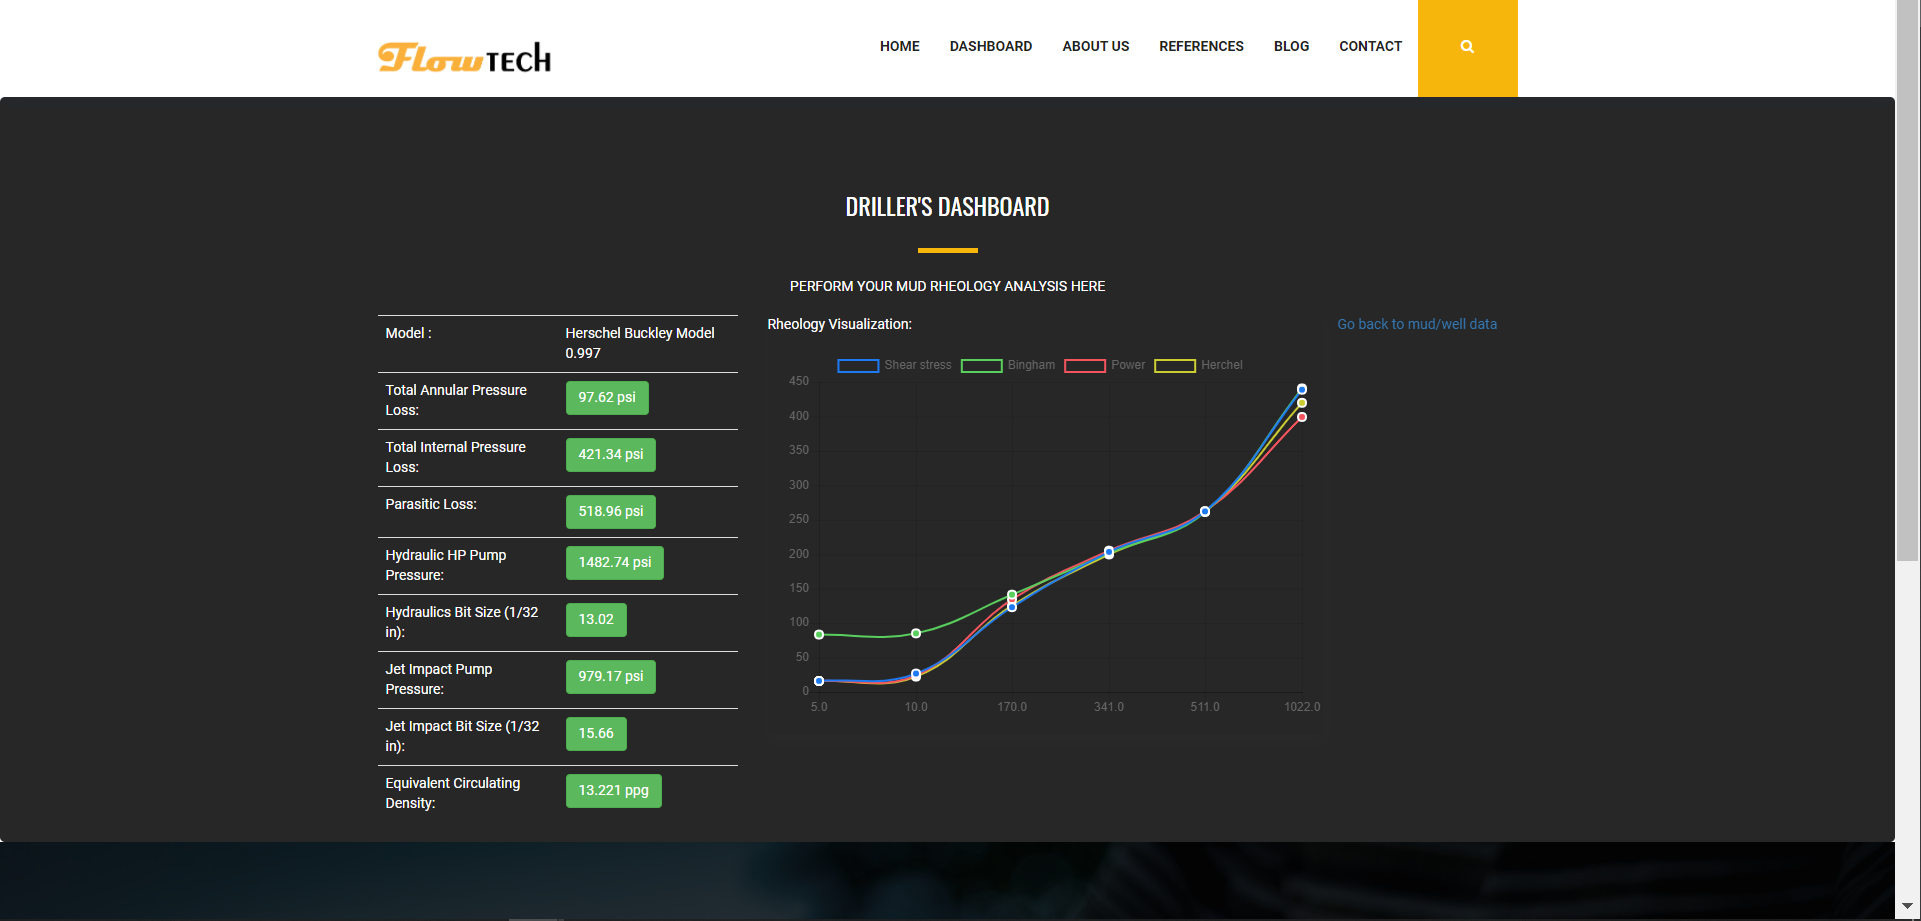 FlowTECH
HOME DASHBOARD ABOUT US REFERENCES BLOG CONTACT
DRILLER'S DASHBOARD
PERFORM YOUR MUD RHEOLOGY ANALYSIS HERE
Model : Herschel Buckley Model
0.997
Total Annular Pressure
Loss:
97.62 psi
Total Internal Pressure
Loss:
421.34 psi
Parasitic Loss:
518.96 psi
Hydraulic HP Pump
Pressure:
1482.74 psi
Hydraulics Bit Size (1/32
in):
13.02
Jet Impact Pump
Pressure:
979.17 psi
Jet Impact Bit Size (1/32
in):
15.66
Equivalent Circulating
Density:
13.221 ppg
Rheology Visualization:
Shear stress Bingham Power Herchel
450
400
350
300
250
200
150
100
50
0
5.0 10.0 170.0 341.0 511.0 1022.0
Go back to mud/well data